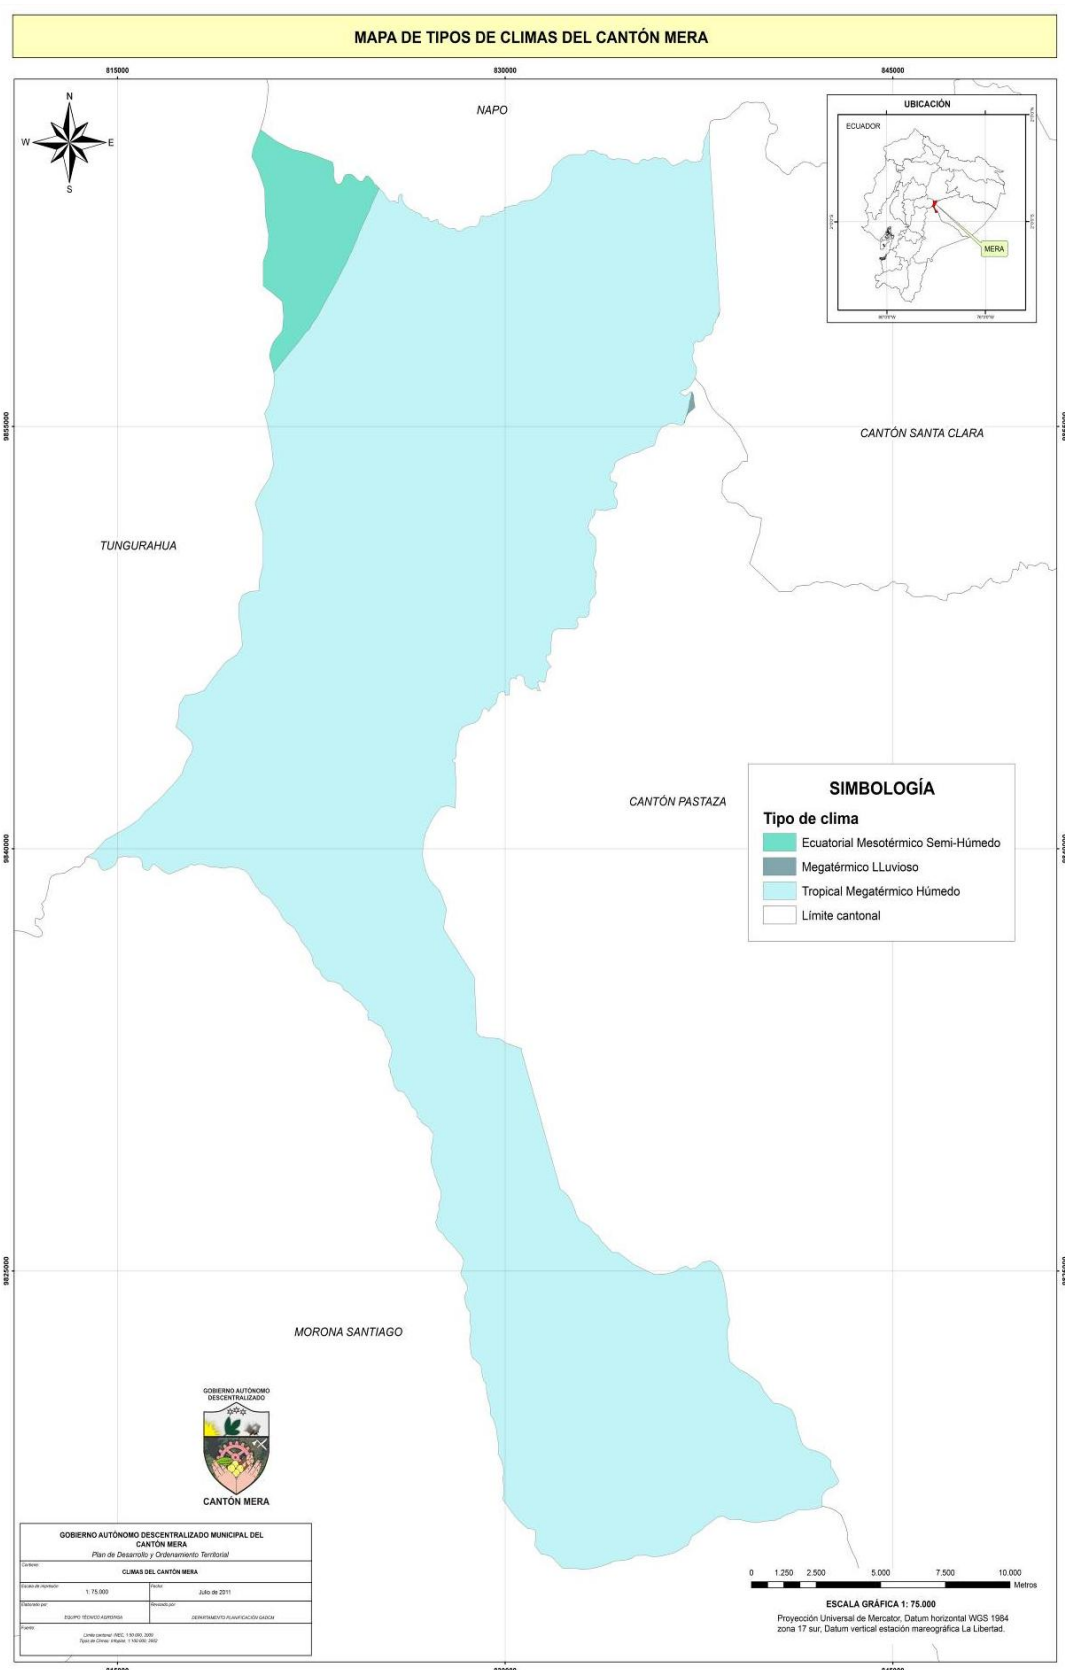 MAPA DE TIPOS DE CLIMAS DEL CANTÓN MERA
815000
830000
845000
N
W
E
S
NAPO
UBICACIÓN
ECUADOR
MERA
9855000
CANTÓN SANTA CLARA
TUNGURAHUA
CANTÓN PASTAZA
SIMBOLOGÍA
Tipo de clima
Ecuatorial Mesotérmico Semi-Húmedo
Megatérmico LLuvioso
Tropical Megatérmico Húmedo
Límite cantonal
9840000
9825000
MORONA SANTIAGO
GOBIERNO AUTÓNOMO
DESCENTRALIZADO
CANTÓN MERA
GOBIERNO AUTÓNOMO DESCENTRALIZADO MUNICIPAL DEL
CANTÓN MERA
Plan de Desarrollo y Ordenamiento Territorial
CLIMAS DEL CANTÓN MERA
1: 75.000
Julio de 2011
0 1.250 2.500 5.000 7.500 10.000
Metros
ESCALA GRÁFICA 1: 75.000
Proyección Universal de Mercator, Datum horizontal WGS 1984
zona 17 sur, Datum vertical estación mareográfica La Libertad.